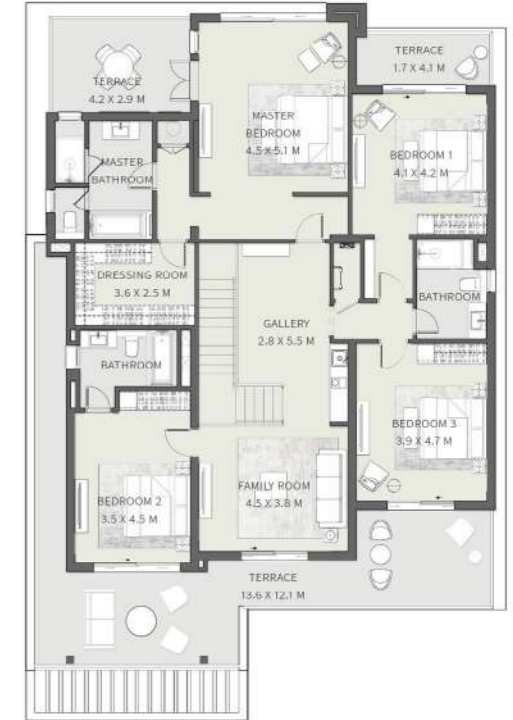 TERRACE
1.7 X 4.1 M
TERRACE
4.2 X 2.9 M
MASTER
BEDROOM
4.5 X 5.1 M
BEDROOM 1
4.1 X 4.2 M
MASTER
BATHROOM
DRESSING ROOM
3.6 X 2.5 M
BATHROOM
GALLERY
2.8 X 5.5 M
BATHROOM
BEDROOM 3
3.9 X 4.7 M
BEDROOM 2
3.5 X 4.5 M
FAMILY ROOM
4.5 X 3.8 M
TERRACE
13.6 X 12.1 M